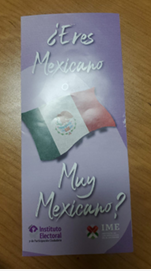 ¿Eres
Mexicano
o
Muy
Mexicano?
Instituto
Electoral
IME